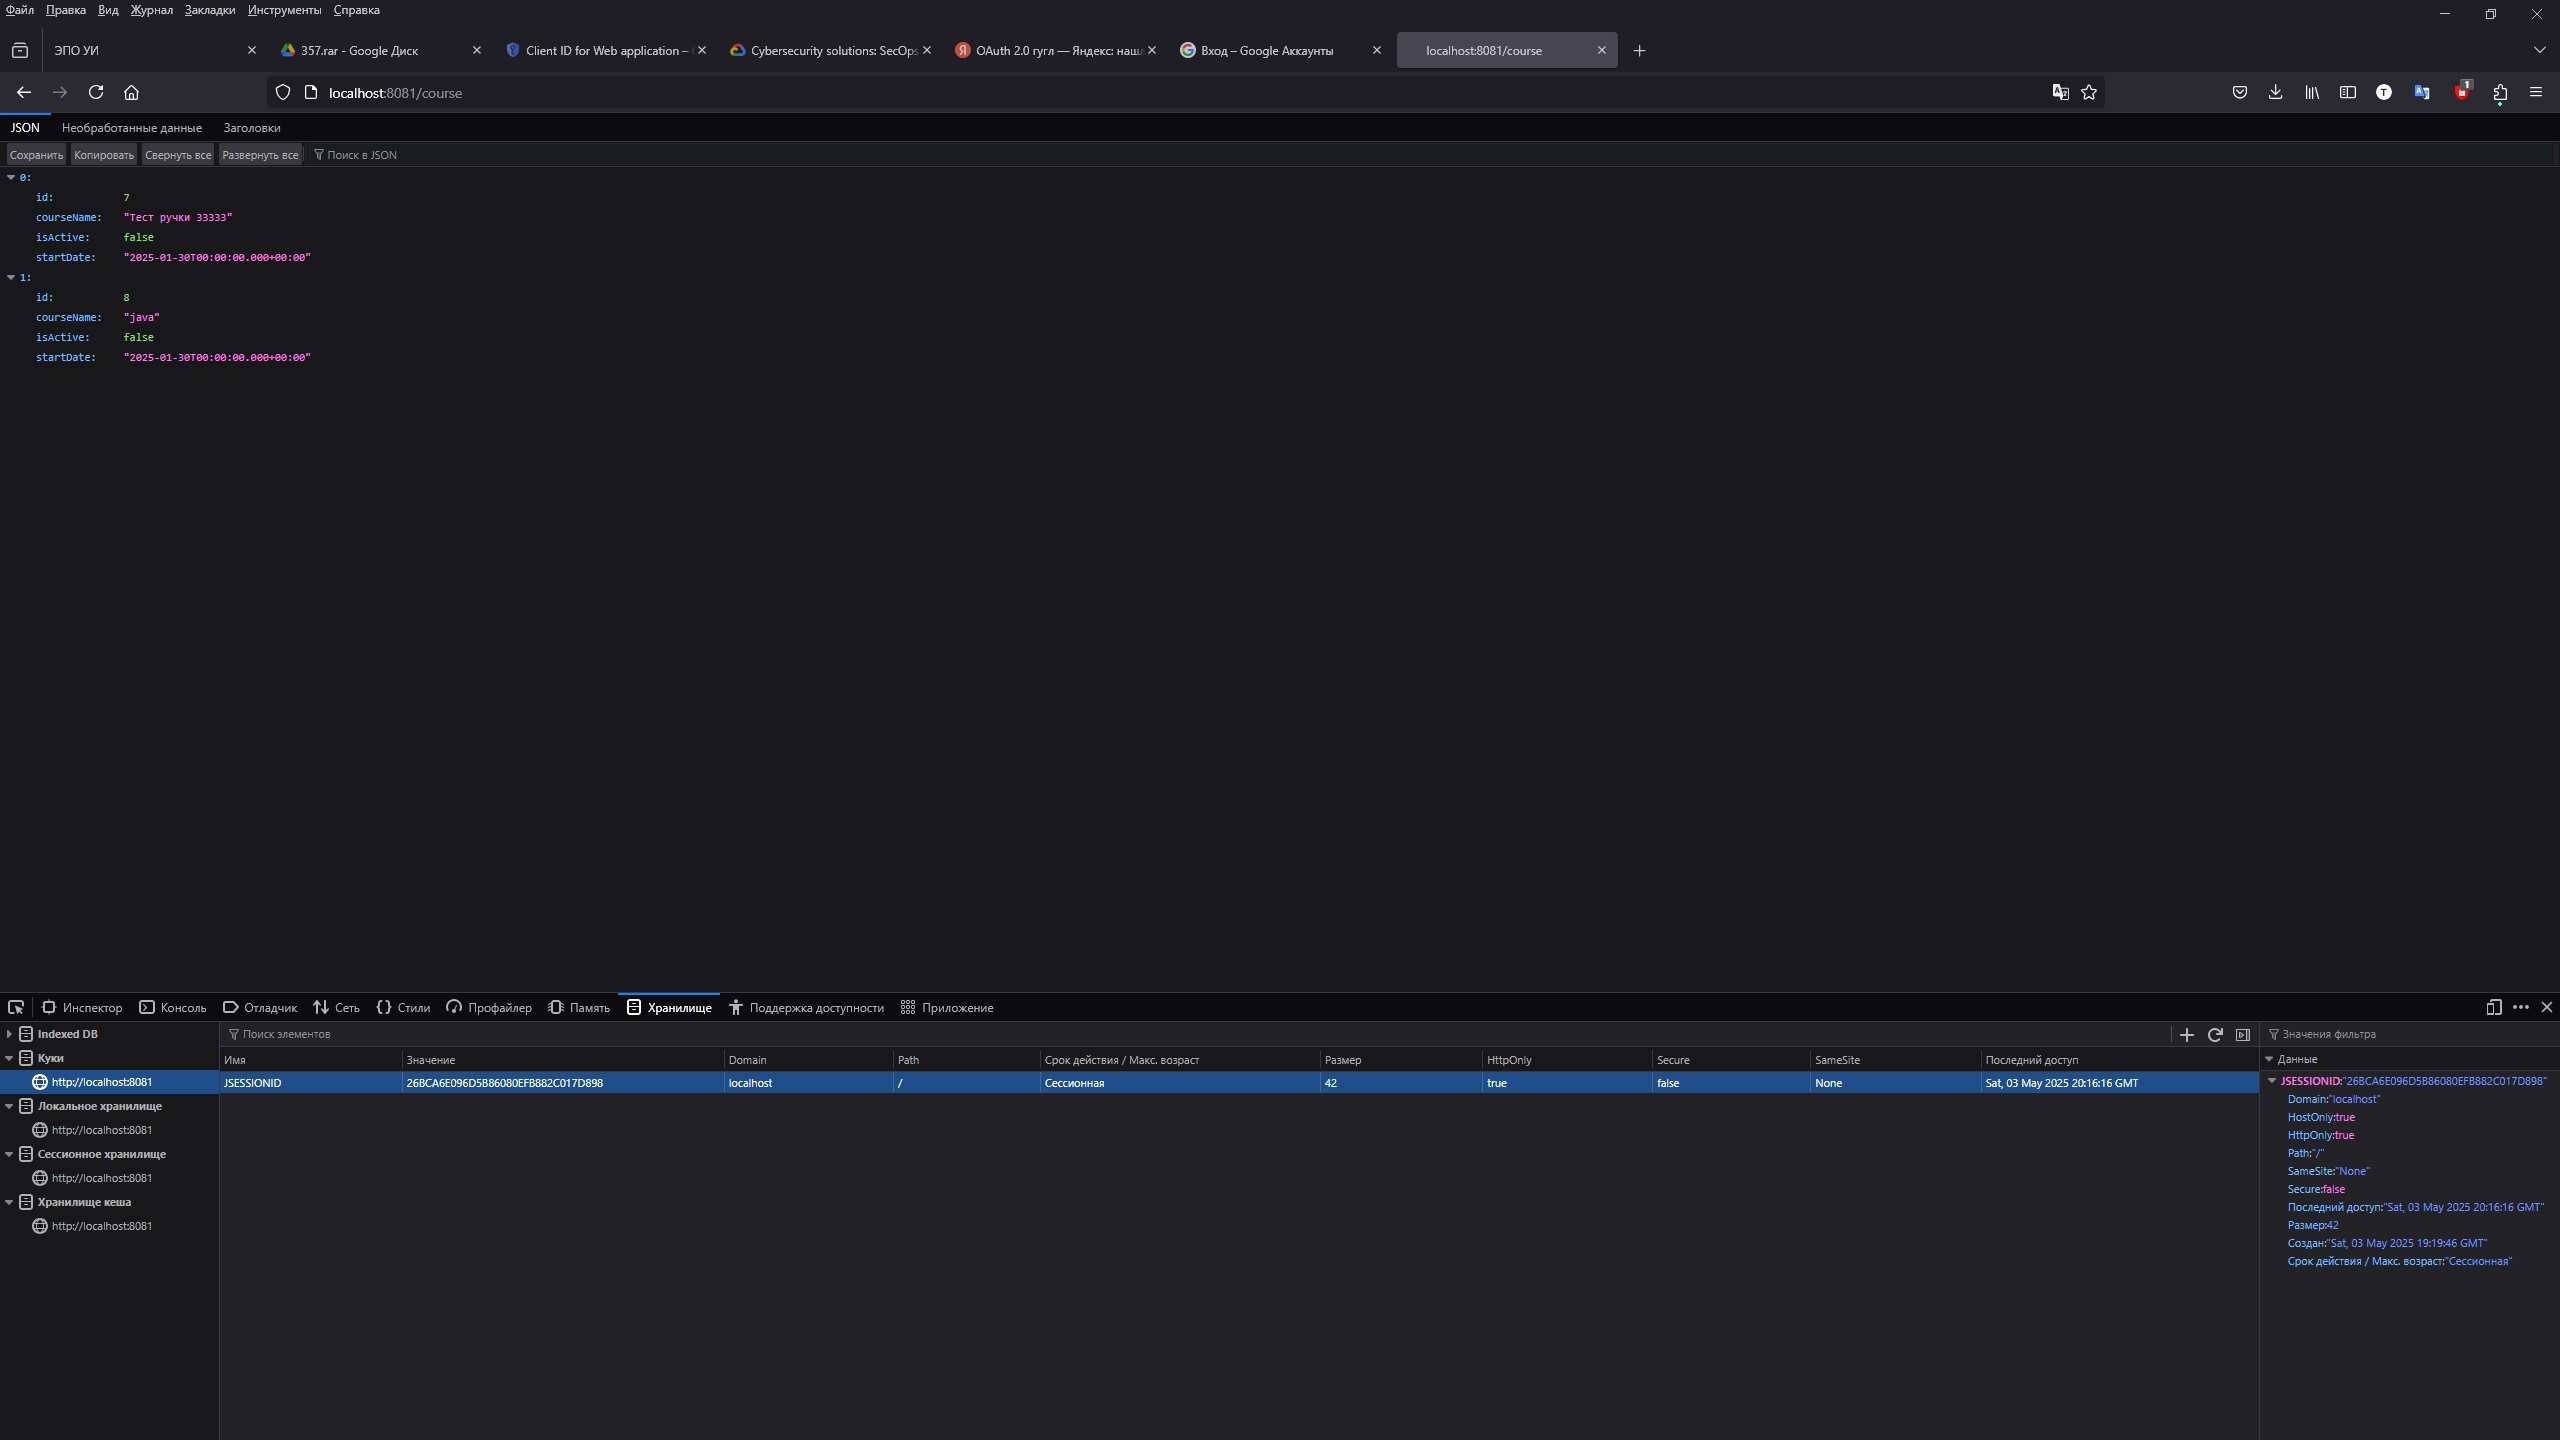 Файл Правка Вид Журнал Закладки Инструменты Справка
ЭПО УИ
357.rar - Google Диск
Client ID for Web application –
Cybersecurity solutions: SecOps
OAuth 2.0 гугл — Яндекс: наш
Вход – Google Аккаунты
localhost:8081/course
localhost:8081/course
T
1
JSON Необработанные данные Заголовки
Сохранить Копировать Свернуть все Развернуть все Поиск в JSON
0:
id: 7
courseName: "Тест ручки 33333"
isActive: false
startDate: "2025-01-30T00:00:00.000+00:00"
1:
id: 8
courseName: "java"
isActive: false
startDate: "2025-01-30T00:00:00.000+00:00"
Инспектор Консоль Отладчик Сеть Стили Профайлер Память Хранилище Поддержка доступности Приложение
Indexed DB
Куки
http://localhost:8081
Локальное хранилище
http://localhost:8081
Сессионное хранилище
http://localhost:8081
Хранилище кеша
http://localhost:8081
Поиск элементов
Имя Значение Domain Path Срок действия / Макс. возраст Размер HttpOnly Secure SameSite Последний доступ
JSESSIONID 26BCA6E096D5B86080EFB882C017D898 localhost / Сессионная 42 true false None Sat, 03 May 2025 20:16:16 GMT
Значения фильтра
Данные
JSESSIONID:"26BCA6E096D5B86080EFB882C017D898"
Domain:"localhost"
HostOnly:true
HttpOnly:true
Path:"/"
SameSite:"None"
Secure:false
Последний доступ:"Sat, 03 May 2025 20:16:16 GMT"
Размер:42
Создан:"Sat, 03 May 2025 19:19:46 GMT"
Срок действия / Макс. возраст:"Сессионная"